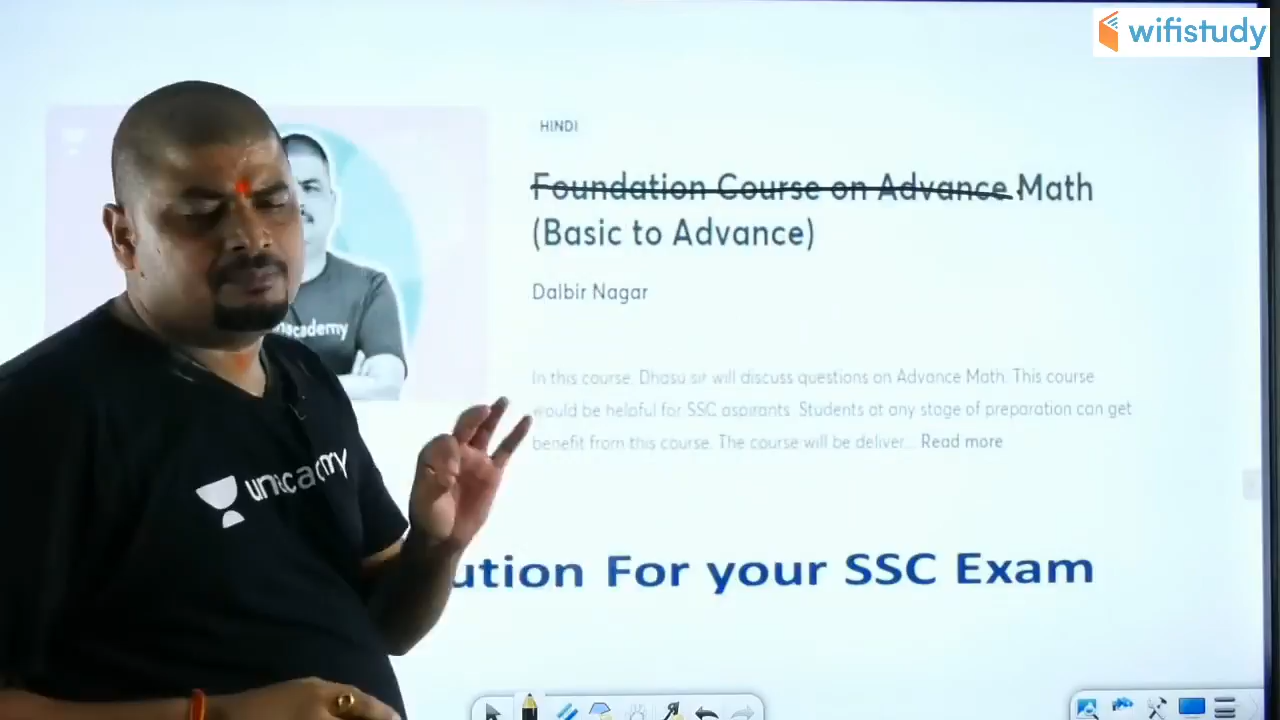 wifistudy
HINDI
Foundation Course on Advance Math
(Basic to Advance)
Dalbir Nagar
In this course, Dhasu sir will discuss questions on Advance Math. This course
would be helpful for SSC aspirants. Students at any stage of preparation can get
benefit from this course. The course will be deliver... Read more
unacademy
ution For your SSC Exam